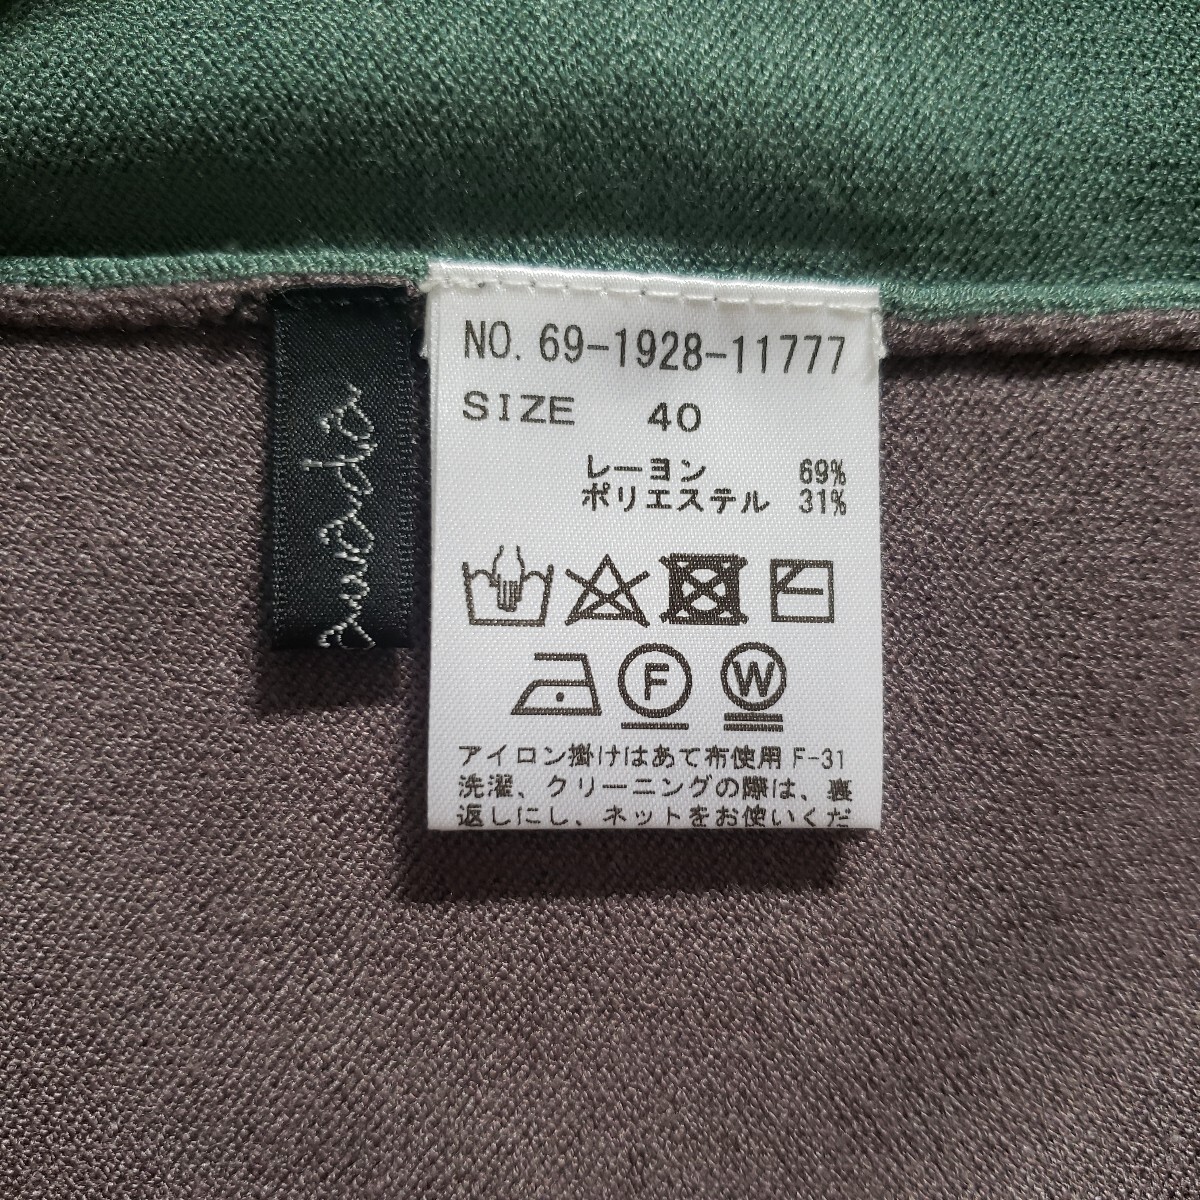 NO. 69-1928-11777
SIZE 40
レーヨン 69%
ポリエステル 31%
F W
アイロン掛けはあて布使用 F-31
洗濯、クリーニングの際は、裏
返しにし、ネットをお使いくだ